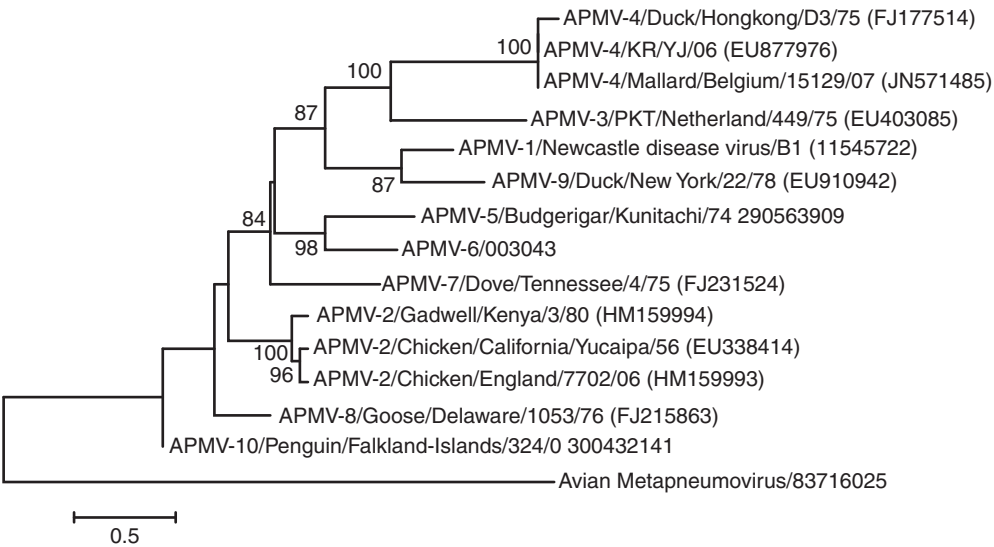 APMV-4/Duck/Hongkong/D3/75 (FJ177514)
100
APMV-4/KR/YJ/06 (EU877976)
100
APMV-4/Mallard/Belgium/15129/07 (JN571485)
87
APMV-3/PKT/Netherland/449/75 (EU403085)
APMV-1/Newcastle disease virus/B1 (11545722)
87
APMV-9/Duck/New York/22/78 (EU910942)
84
APMV-5/Budgerigar/Kunitachi/74 290563909
98
APMV-6/003043
APMV-7/Dove/Tennessee/4/75 (FJ231524)
APMV-2/Gadwell/Kenya/3/80 (HM159994)
100
APMV-2/Chicken/California/Yucaipa/56 (EU338414)
96
APMV-2/Chicken/England/7702/06 (HM159993)
APMV-8/Goose/Delaware/1053/76 (FJ215863)
APMV-10/Penguin/Falkland-Islands/324/0 300432141
Avian Metapneumovirus/83716025
0.5